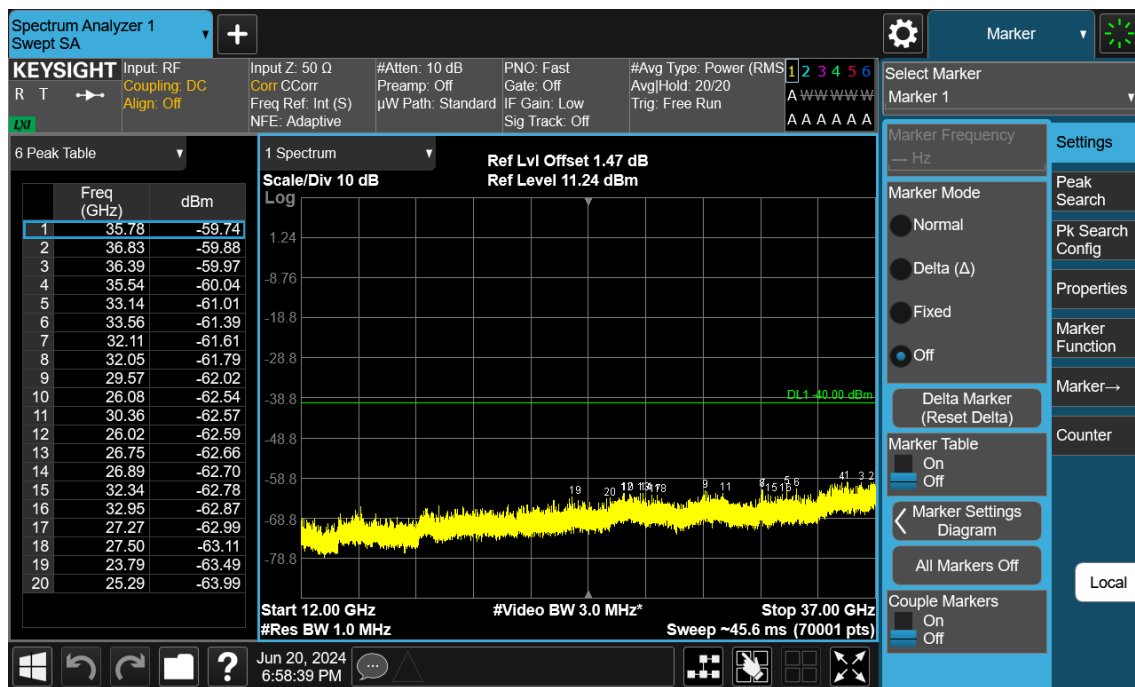 Spectrum Analyzer 1
Swept SA
+
Marker
KEYSIGHT
R T
LXI
Input: RF
Coupling: DC
Align: Off
Input Z: 50 Ω
Corr CCorr
Freq Ref: Int (S)
NFE: Adaptive
#Atten: 10 dB
Preamp: Off
µW Path: Standard
PNO: Fast
Gate: Off
IF Gain: Low
Sig Track: Off
#Avg Type: Power (RMS
Avg|Hold: 20/20
Trig: Free Run
1 2 3 4 5 6
A W W W W W
A A A A A A
Select Marker
Marker 1
6 Peak Table
Freq (GHz) dBm
1 35.78 -59.74
2 36.83 -59.88
3 36.39 -59.97
4 35.54 -60.04
5 33.14 -61.01
6 33.56 -61.39
7 32.11 -61.61
8 32.05 -61.79
9 29.57 -62.02
10 26.08 -62.54
11 30.36 -62.57
12 26.02 -62.59
13 26.75 -62.66
14 26.89 -62.70
15 32.34 -62.78
16 32.95 -62.87
17 27.27 -62.99
18 27.50 -63.11
19 23.79 -63.49
20 25.29 -63.99
1 Spectrum
Ref Lvl Offset 1.47 dB
Scale/Div 10 dB
Ref Level 11.24 dBm
Log
1.24
-8.76
-18.8
-28.8
-38.8
DL1 -40.00 dBm
-48.8
-58.8
-68.8
-78.8
19 20 9 11
Start 12.00 GHz
#Video BW 3.0 MHz*
Stop 37.00 GHz
#Res BW 1.0 MHz
Sweep ~45.6 ms (70001 pts)
Marker Frequency
--- Hz
Marker Mode
Normal
Delta (Δ)
Fixed
Off
Delta Marker
(Reset Delta)
Marker Table
On
Off
Marker Settings
Diagram
All Markers Off
Couple Markers
On
Off
Settings
Peak
Search
Pk Search
Config
Properties
Marker
Function
Marker→
Counter
Local
?
Jun 20, 2024
6:58:39 PM